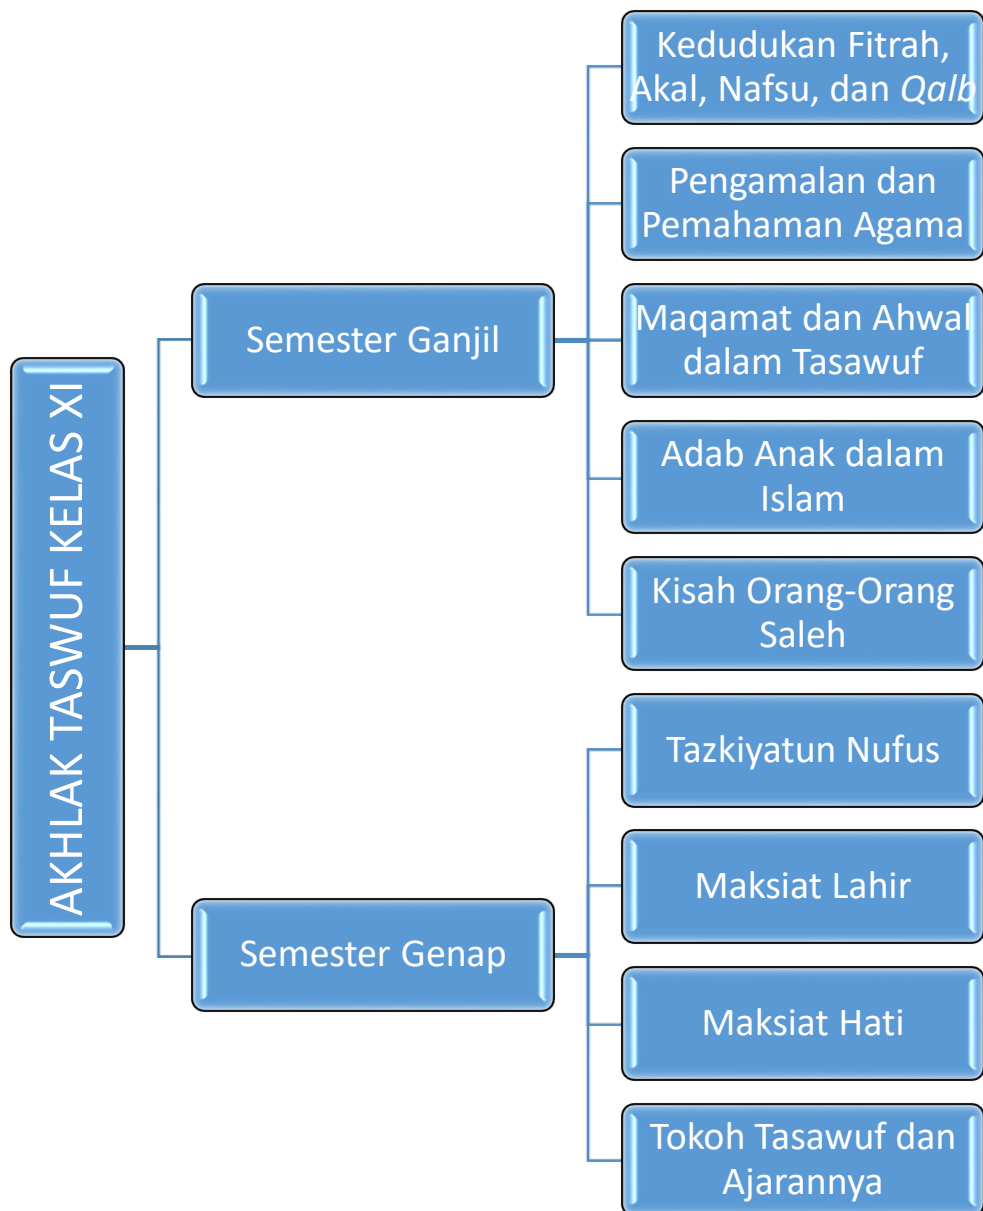 AKHLAK TASWUF KELAS XI
Semester Ganjil
Kedudukan Fitrah,
Akal, Nafsu, dan Qalb
Pengamalan dan
Pemahaman Agama
Maqamat dan Ahwal
dalam Tasawuf
Adab Anak dalam
Islam
Kisah Orang-Orang
Saleh
Semester Genap
Tazkiyatun Nufus
Maksiat Lahir
Maksiat Hati
Tokoh Tasawuf dan
Ajarannya